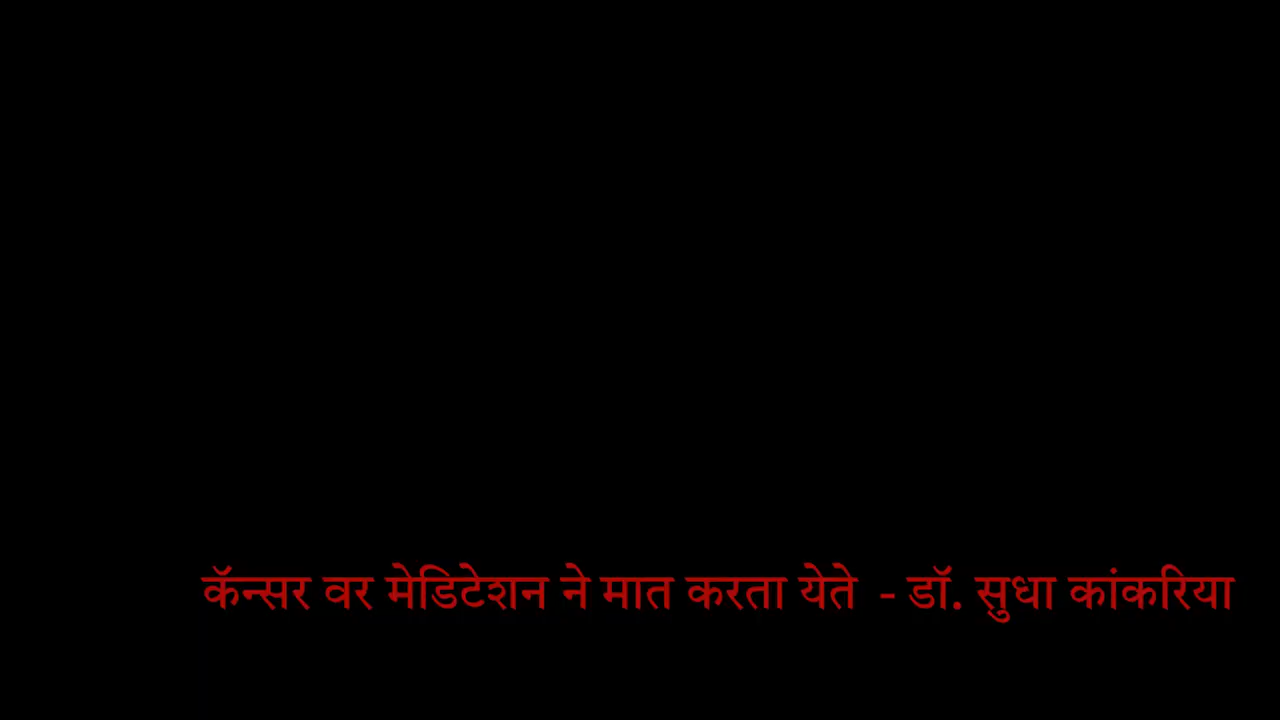 कॅन्सर वर मेडिटेशन ने मात करता येते - डॉ. सुधा कांकरिया